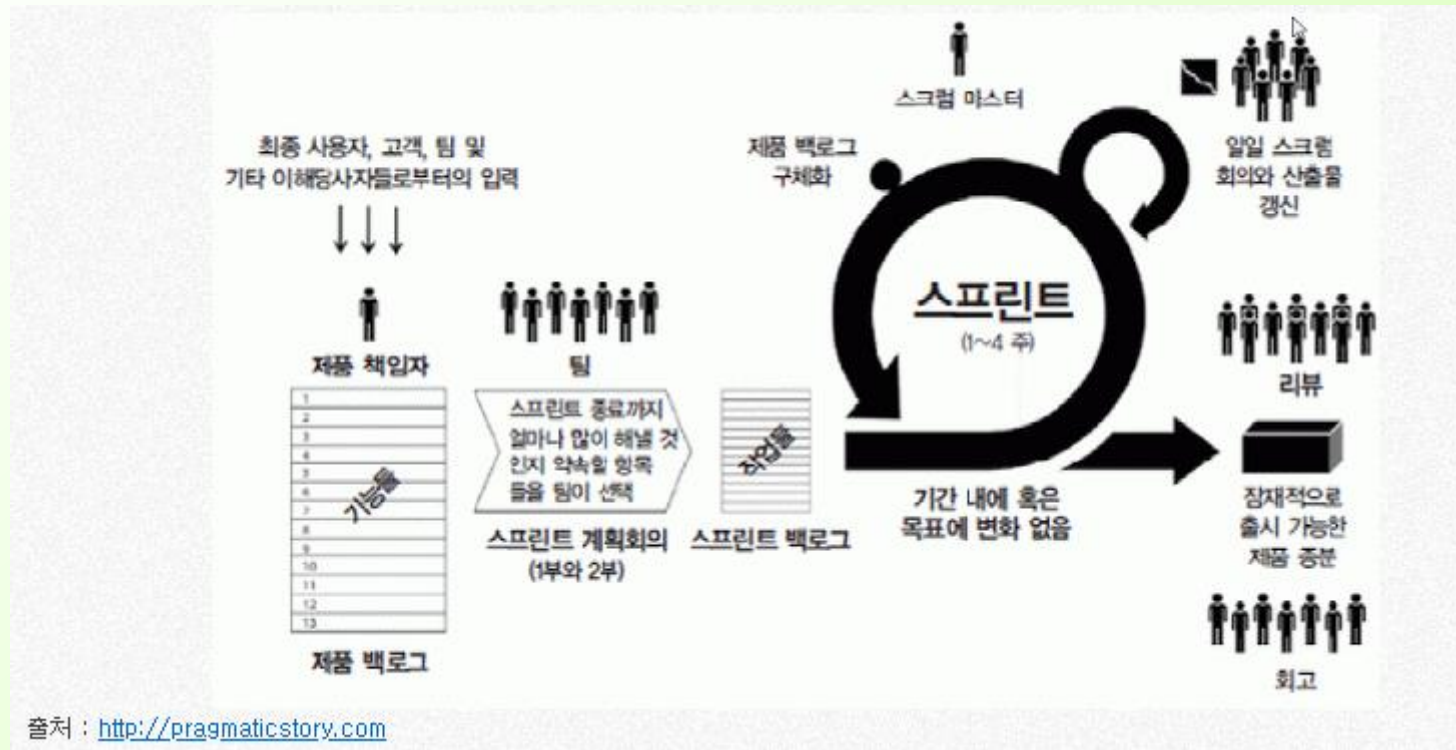 스크럼 마스터
최종 사용자, 고객, 팀 및
기타 이해당사자들로부터의 입력
제품 백로그
구체화
일일 스크럼
회의와 산출물
갱신
스프린트
(1~4 주)
제품 책임자
팀
리뷰
1
2
3
4
5
6
7
8
9
10
11
12
13
기능들
스프린트 종료까지
얼마나 많이 해낼 것
인지 약속할 항목
들을 팀이 선택
작업들
기간 내에 혹은
목표에 변화 없음
잠재적으로
출시 가능한
제품 증분
스프린트 계획회의
(1부와 2부)
스프린트 백로그
제품 백로그
회고
출처 : http://pragmaticstory.com